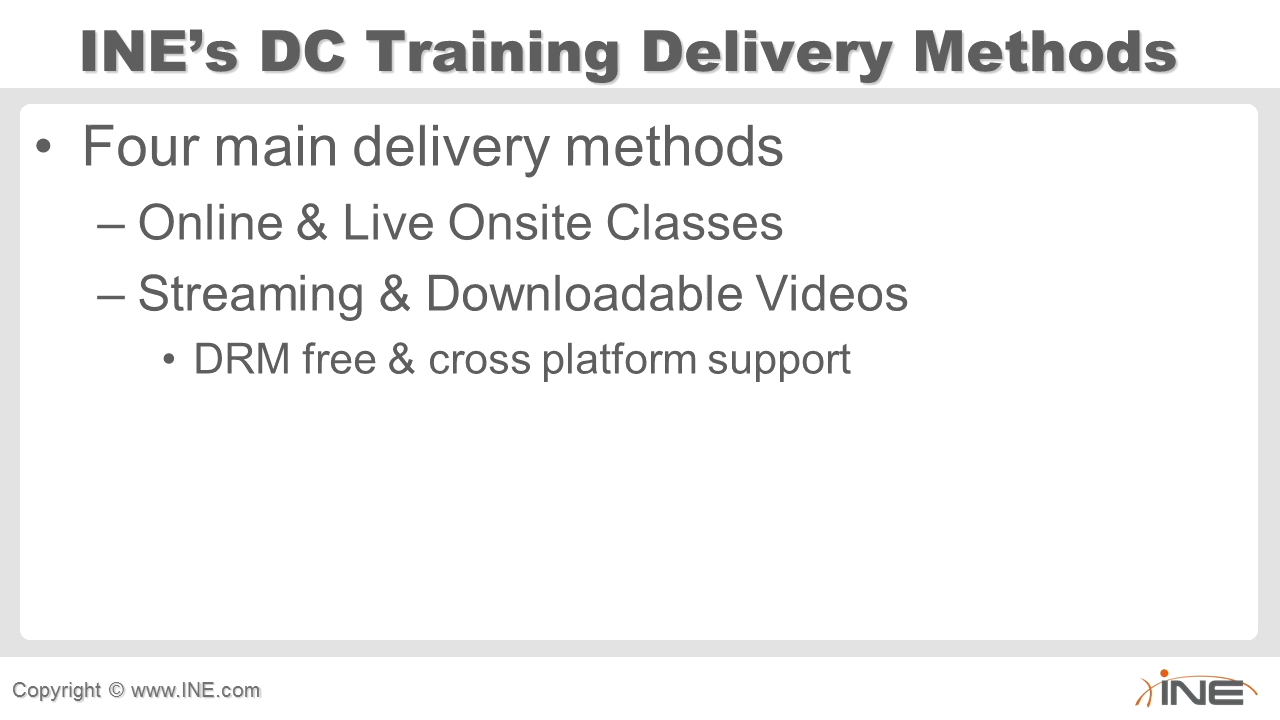 INE’s DC Training Delivery Methods
• Four main delivery methods
– Online & Live Onsite Classes
– Streaming & Downloadable Videos
• DRM free & cross platform support
Copyright © www.INE.com
INE